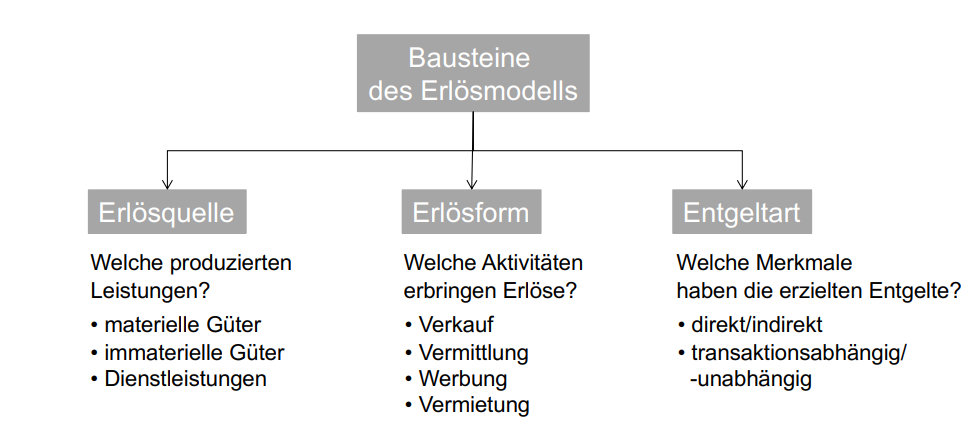 Bausteine
des Erlösmodells
Erlösquelle
Welche produzierten
Leistungen?
• materielle Güter
• immaterielle Güter
• Dienstleistungen
Erlösform
Welche Aktivitäten
erbringen Erlöse?
• Verkauf
• Vermittlung
• Werbung
• Vermietung
Entgeltart
Welche Merkmale
haben die erzielten Entgelte?
• direkt/indirekt
• transaktionsabhängig/
-unabhängig